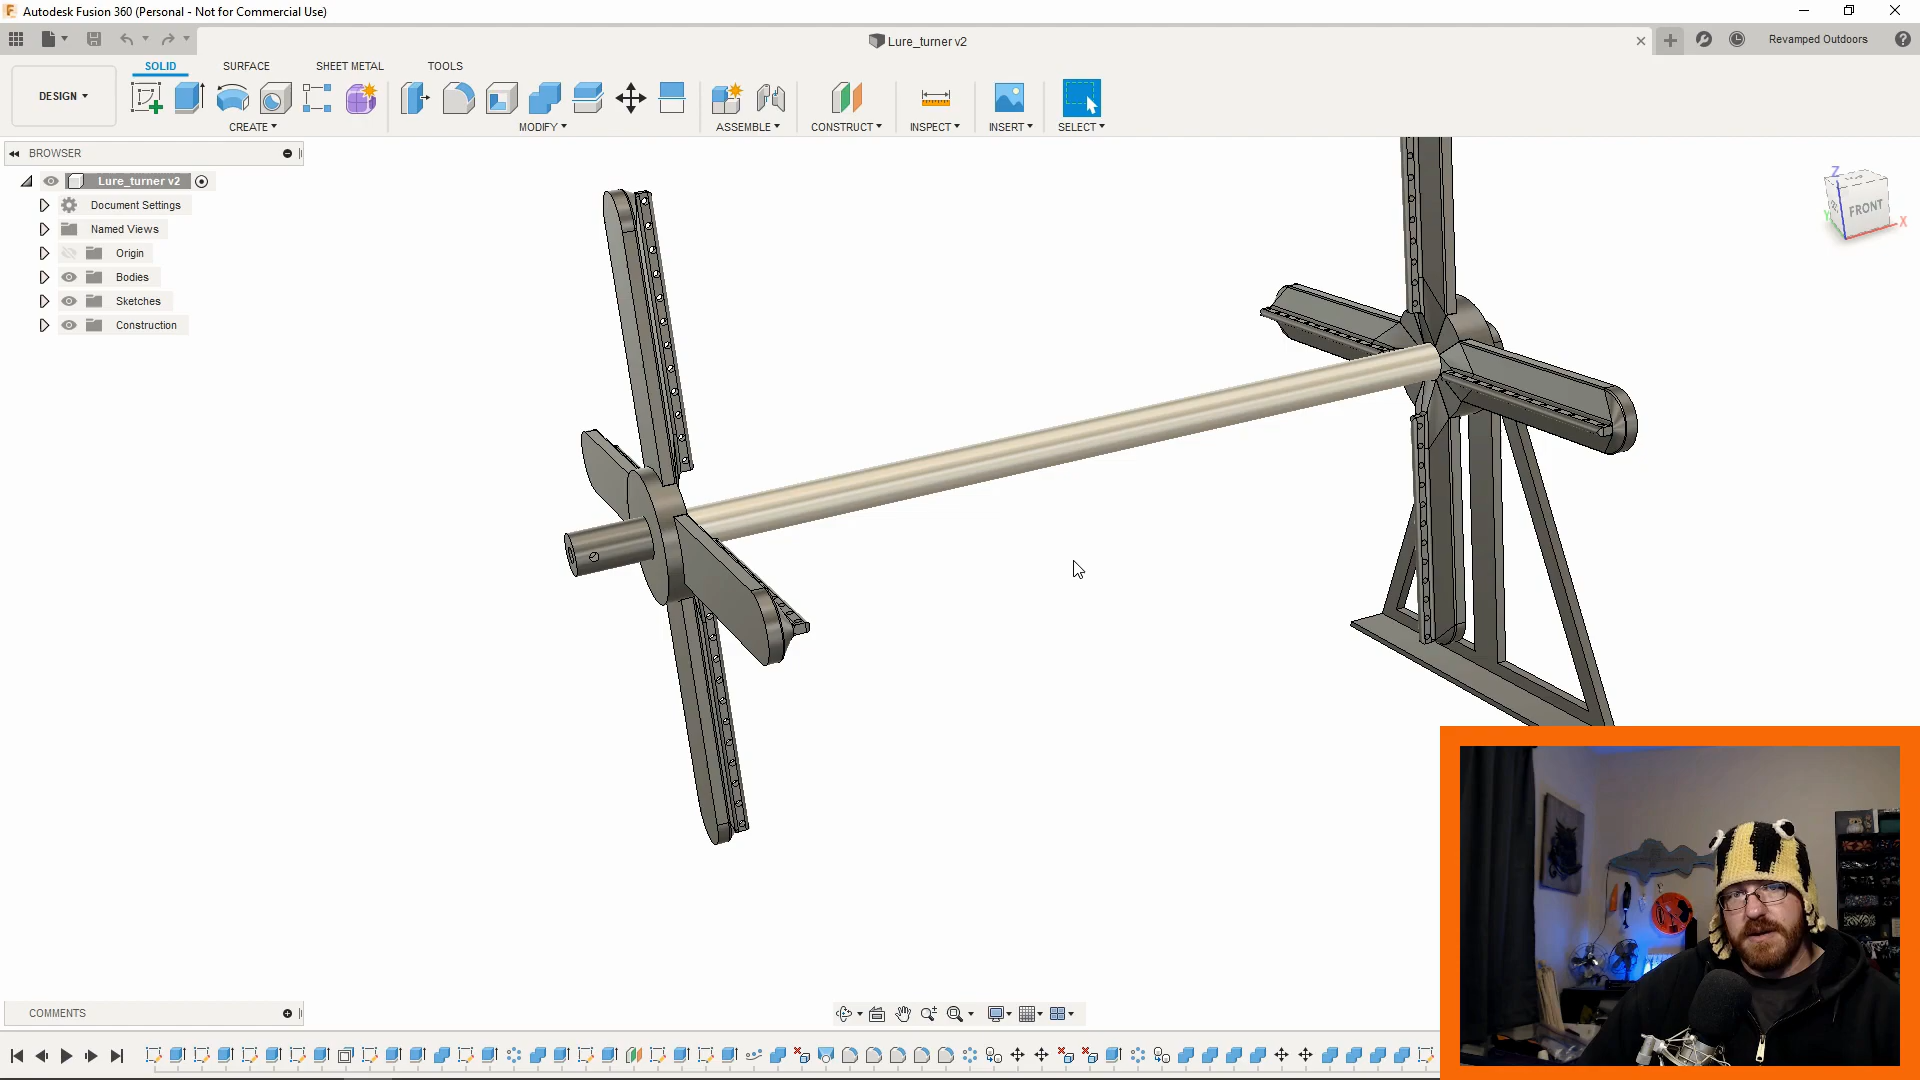 Autodesk Fusion 360 (Personal - Not for Commercial Use)
Lure_turner v2
Revamped Outdoors
DESIGN
SOLID SURFACE SHEET METAL TOOLS
CREATE MODIFY ASSEMBLE CONSTRUCT INSPECT INSERT SELECT
BROWSER
Lure_turner v2
Document Settings
Named Views
Origin
Bodies
Sketches
Construction
Z
FRONT
X
Y
COMMENTS